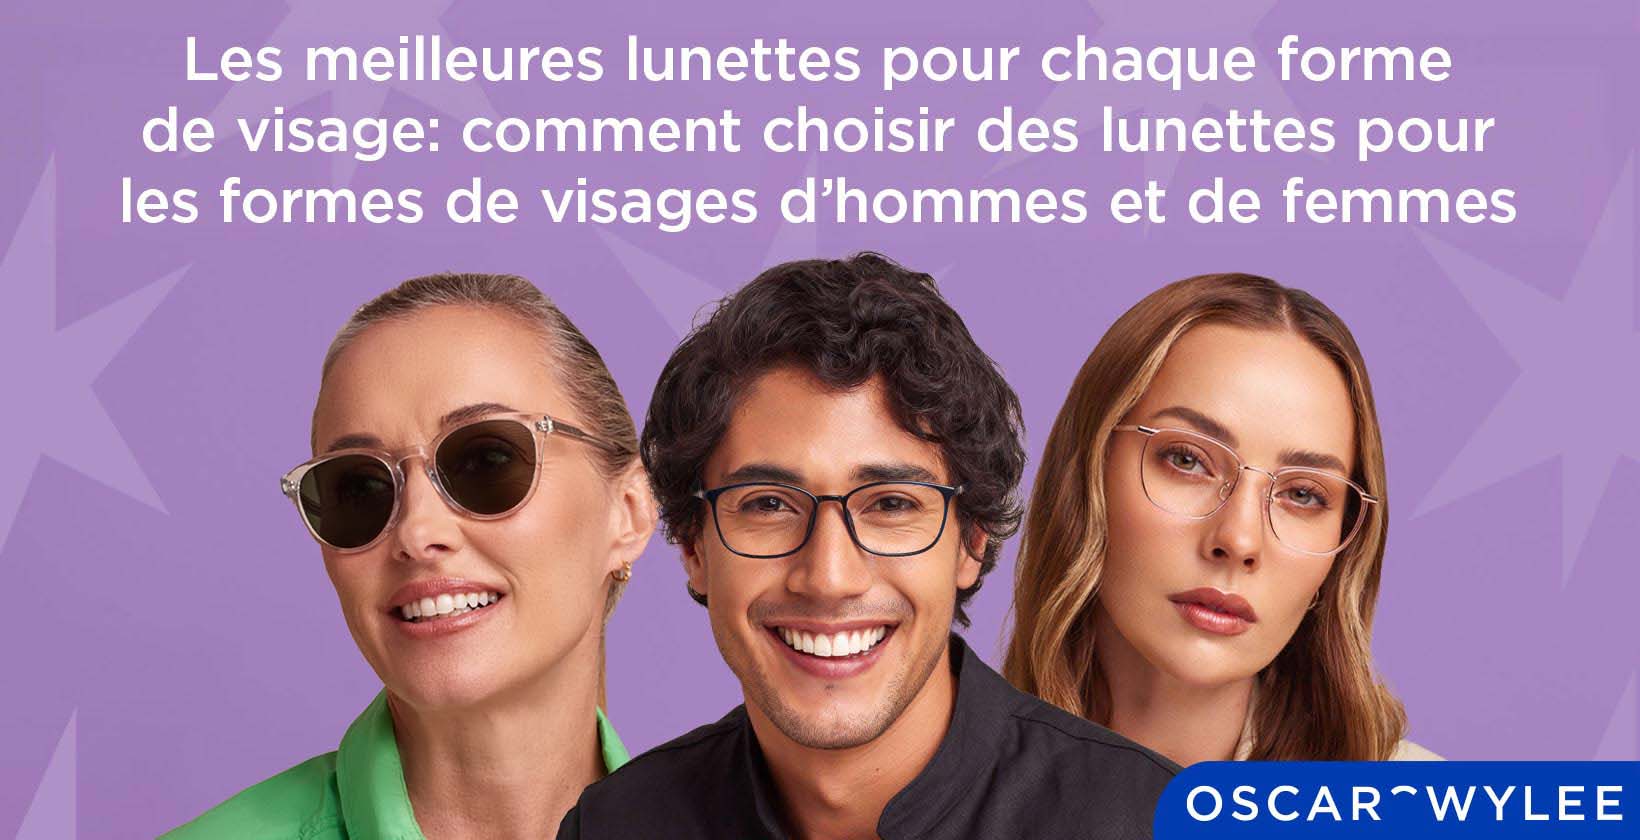 Les meilleures lunettes pour chaque forme
de visage: comment choisir des lunettes pour
les formes de visages d’hommes et de femmes
OSCAR WYLEE